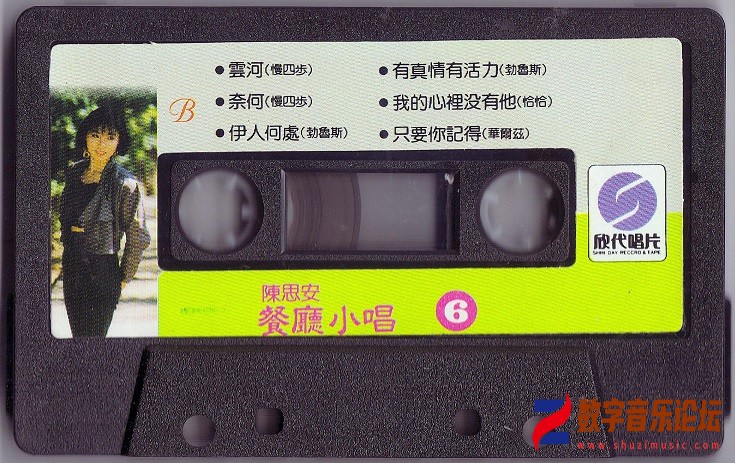 B
●雲河(慢四步)
●奈何(慢四步)
●伊人何處(勃魯斯)
●有真情有活力(勃魯斯)
●我的心裡没有他(恰恰)
●只要你記得(華爾茲)
欣代唱片
SHIN DAY RECORD & TAPE
陳思安
餐廳小唱
6
数字音乐论坛
www.shuzimusic.com